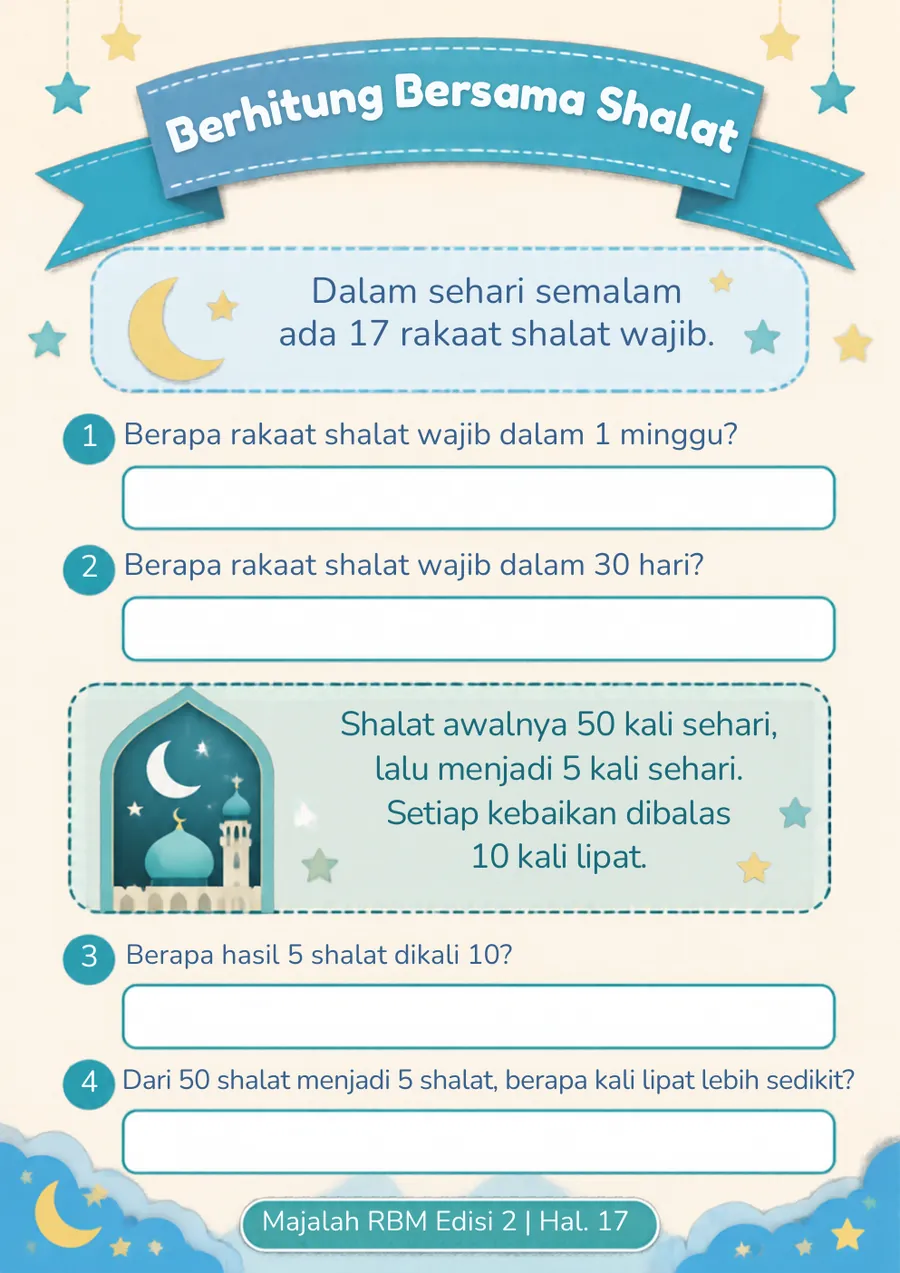 Berhitung Bersama Shalat
Dalam sehari semalam
ada 17 rakaat shalat wajib.
1 Berapa rakaat shalat wajib dalam 1 minggu?
2 Berapa rakaat shalat wajib dalam 30 hari?
Shalat awalnya 50 kali sehari,
lalu menjadi 5 kali sehari.
Setiap kebaikan dibalas
10 kali lipat.
3 Berapa hasil 5 shalat dikali 10?
4 Dari 50 shalat menjadi 5 shalat, berapa kali lipat lebih sedikit?
Majalah RBM Edisi 2 | Hal. 17